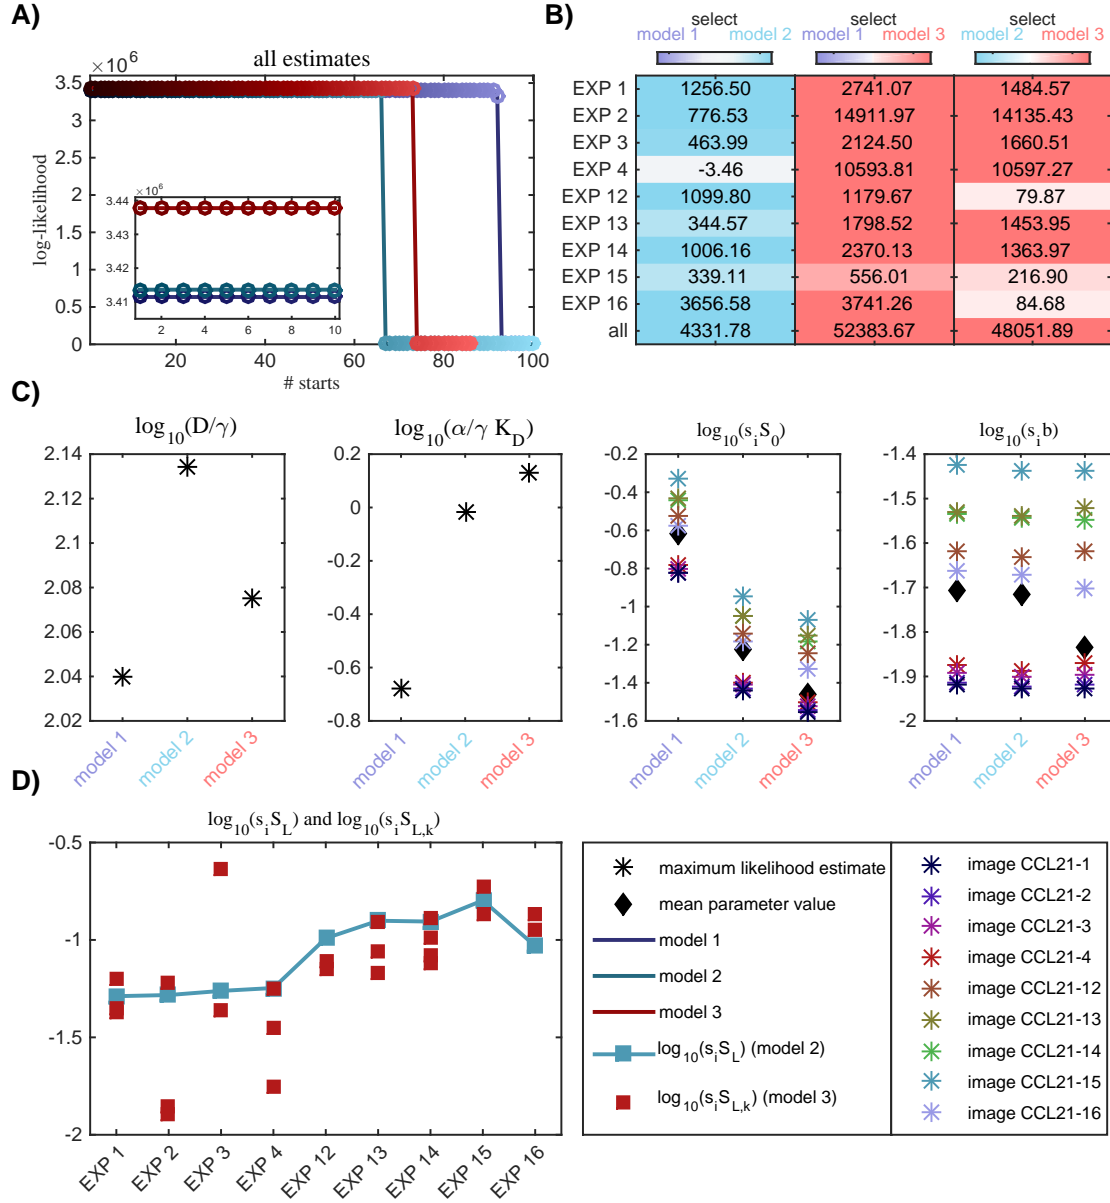 A)
all estimates
×10^6
3.5
3
2.5
2
1.5
1
0.5
0
log-likelihood
20 40 60 80 100
# starts
×10^6
3.44
3.43
3.42
3.41
2 4 6 8 10
B)
select select select
model 1 model 2 model 1 model 3 model 2 model 3
EXP 1 1256.50 2741.07 1484.57
EXP 2 776.53 14911.97 14135.43
EXP 3 463.99 2124.50 1660.51
EXP 4 -3.46 10593.81 10597.27
EXP 12 1099.80 1179.67 79.87
EXP 13 344.57 1798.52 1453.95
EXP 14 1006.16 2370.13 1363.97
EXP 15 339.11 556.01 216.90
EXP 16 3656.58 3741.26 84.68
all 4331.78 52383.67 48051.89
C)
log10(D/γ)
2.14
2.12
2.1
2.08
2.06
2.04
2.02
model 1 model 2 model 3
log10(α/γ K_D)
0.2
0
-0.2
-0.4
-0.6
-0.8
model 1 model 2 model 3
log10(s_i S_0)
-0.2
-0.4
-0.6
-0.8
-1
-1.2
-1.4
-1.6
model 1 model 2 model 3
log10(s_i b)
-1.4
-1.5
-1.6
-1.7
-1.8
-1.9
-2
model 1 model 2 model 3
D)
log10(s_i S_L) and log10(s_i S_L,k)
-0.5
-1
-1.5
-2
EXP 1 EXP 2 EXP 3 EXP 4 EXP 12 EXP 13 EXP 14 EXP 15 EXP 16
maximum likelihood estimate
mean parameter value
model 1
model 2
model 3
log10(s_i S_L) (model 2)
log10(s_i S_L,k) (model 3)
image CCL21-1
image CCL21-2
image CCL21-3
image CCL21-4
image CCL21-12
image CCL21-13
image CCL21-14
image CCL21-15
image CCL21-16